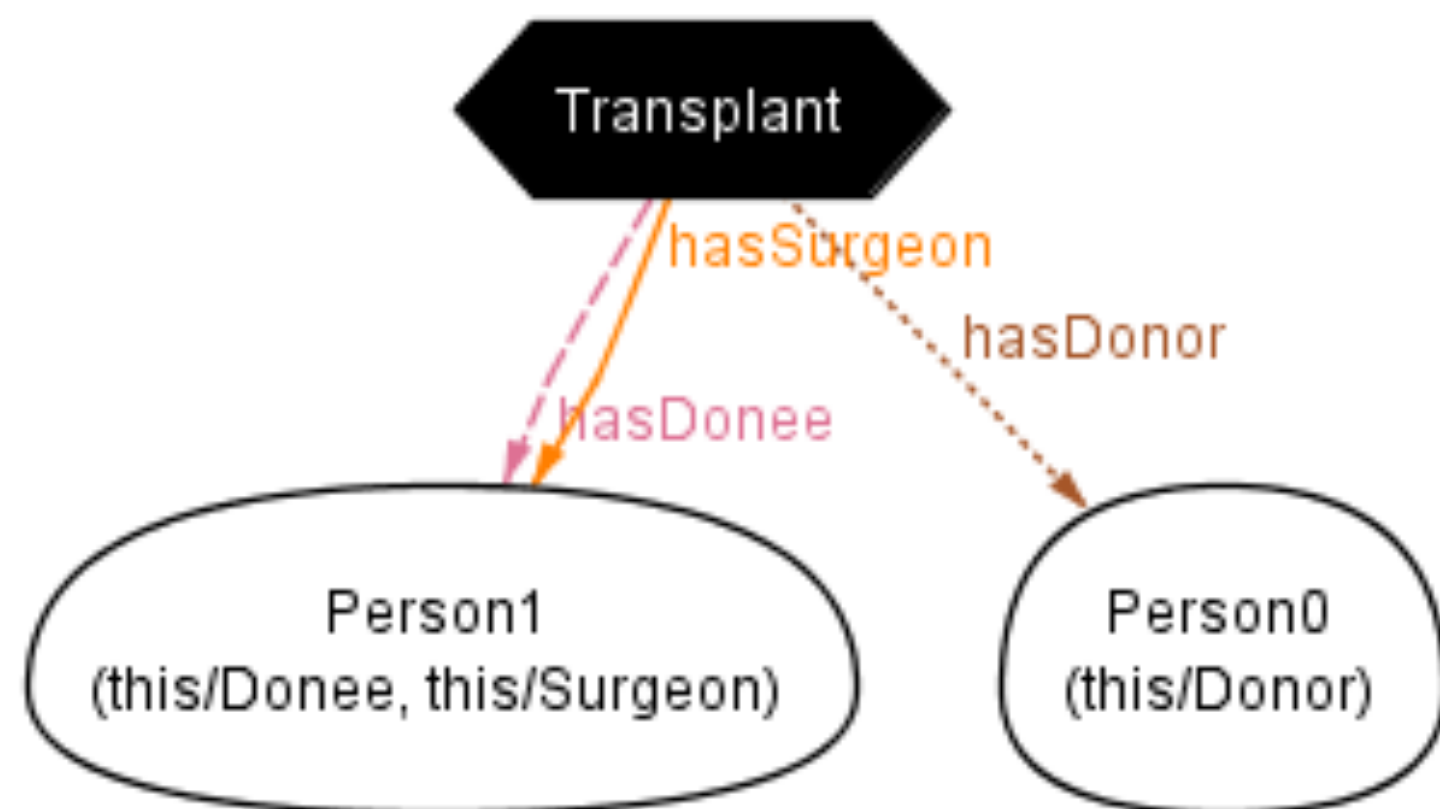 Transplant
hasSurgeon
hasDonor
hasDonee
Person1
(this/Donee, this/Surgeon)
Person0
(this/Donor)